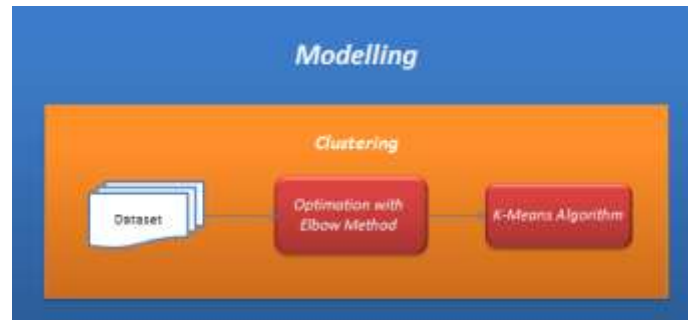 Modelling
Clustering
Dataset
Optimation with
Elbow Method
K-Means Algorithm